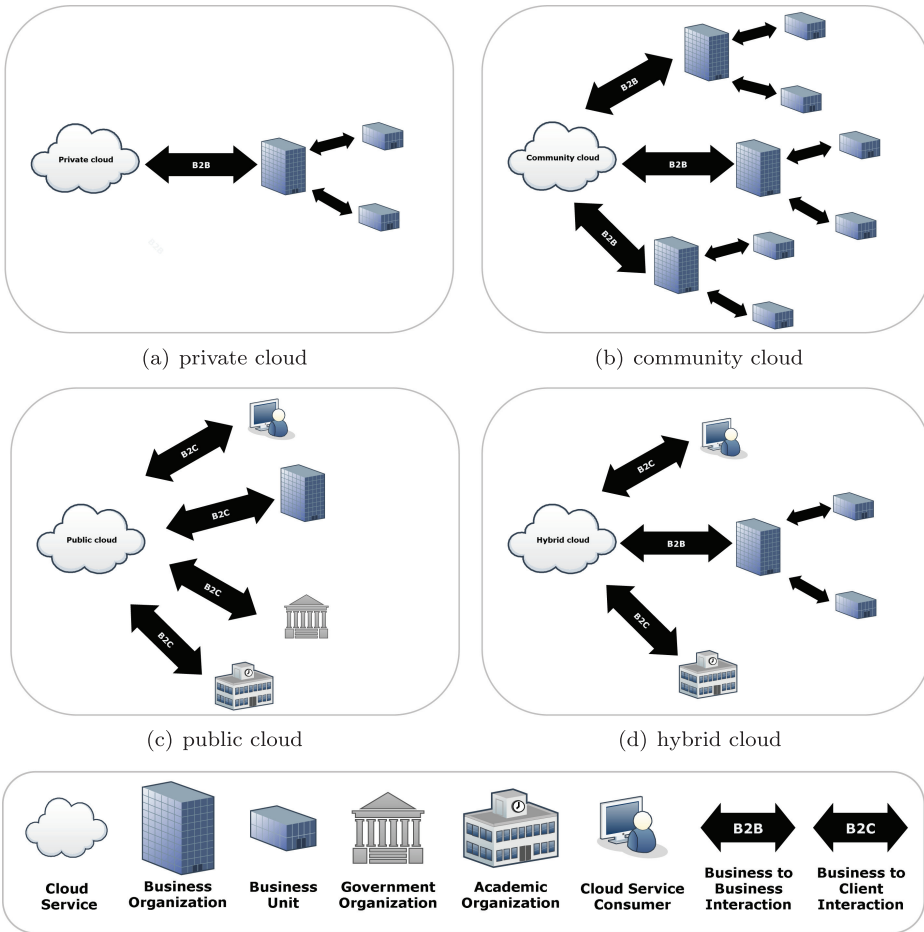 Private cloud
B2B
B2B
(a) private cloud
Community cloud
B2B
B2B
B2B
(b) community cloud
Public cloud
B2C
B2C
B2C
B2C
(c) public cloud
Hybrid cloud
B2C
B2B
B2C
(d) hybrid cloud
Cloud
Service
Business
Organization
Business
Unit
Government
Organization
Academic
Organization
Cloud Service
Consumer
B2B
Business to
Business
Interaction
B2C
Business to
Client
Interaction